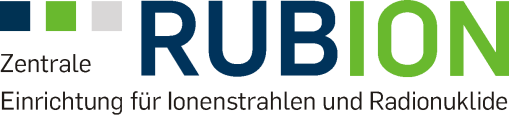 RUBION
Zentrale
Einrichtung für Ionenstrahlen und Radionuklide